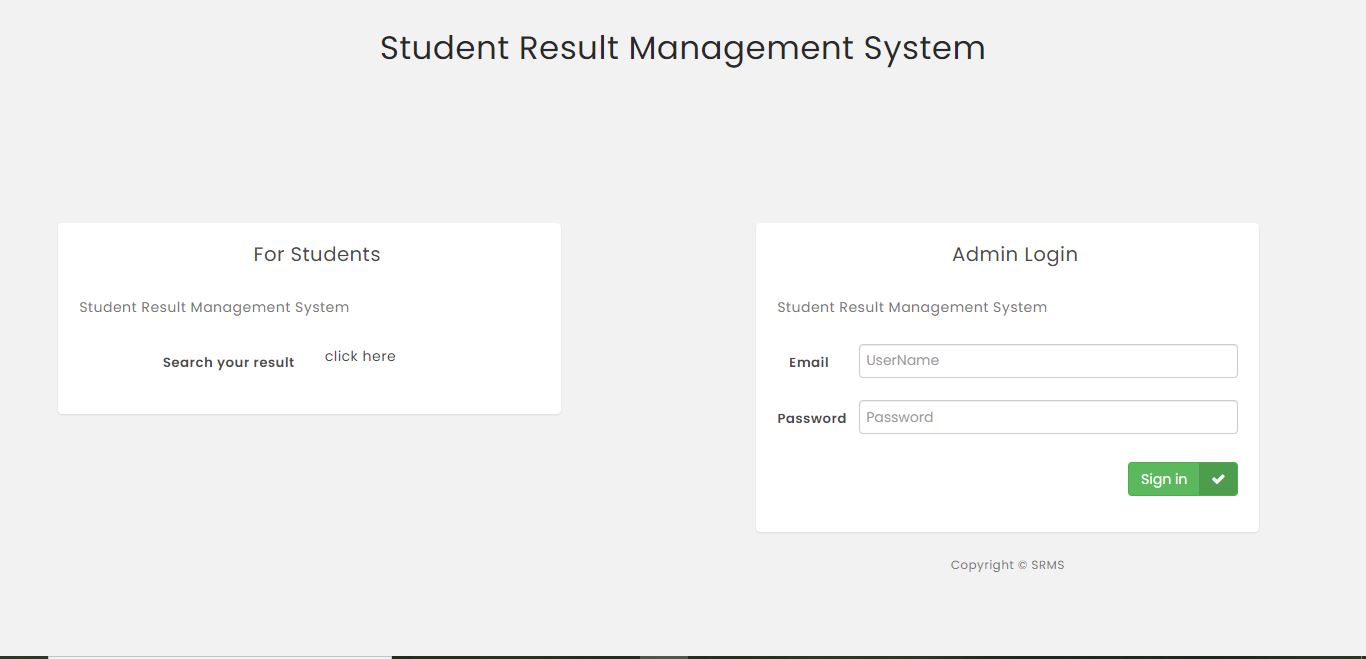 Student Result Management System
For Students
Student Result Management System
Search your result click here
Admin Login
Student Result Management System
Email UserName
Password Password
Sign in
Copyright © SRMS